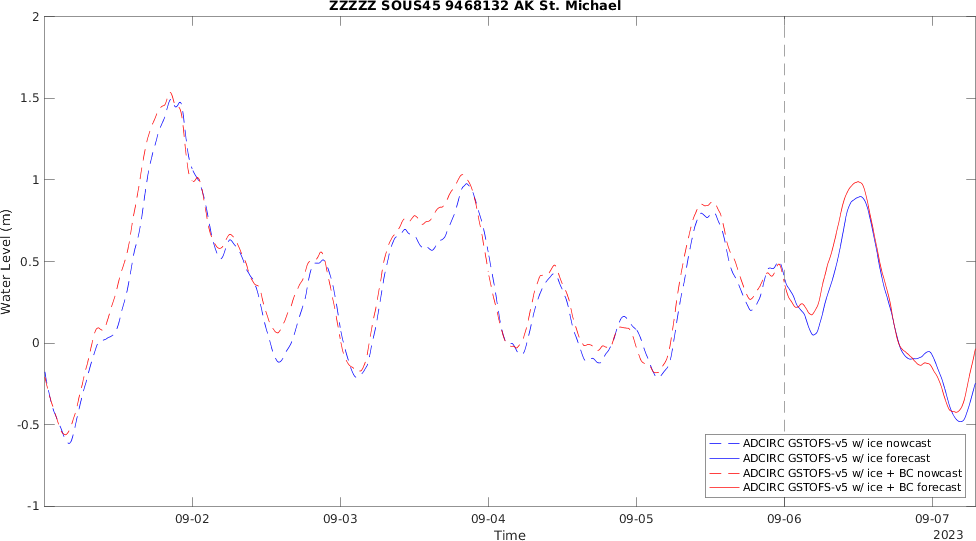 ZZZZZ SOUS45 9468132 AK St. Michael
2
1.5
1
0.5
0
-0.5
-1
Water Level (m)
09-02 09-03 09-04 09-05 09-06 09-07
Time
2023
ADCIRC GSTOFS-v5 w/ ice nowcast
ADCIRC GSTOFS-v5 w/ ice forecast
ADCIRC GSTOFS-v5 w/ ice + BC nowcast
ADCIRC GSTOFS-v5 w/ ice + BC forecast